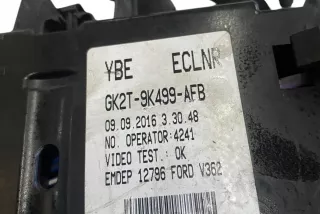 YBE ECLNR
GK2T-9K499-AFB
09.09.2016 3.30.48
NO. OPERATOR:4241
VIDEO TEST.: OK
EMDEP 12796 FORD V362